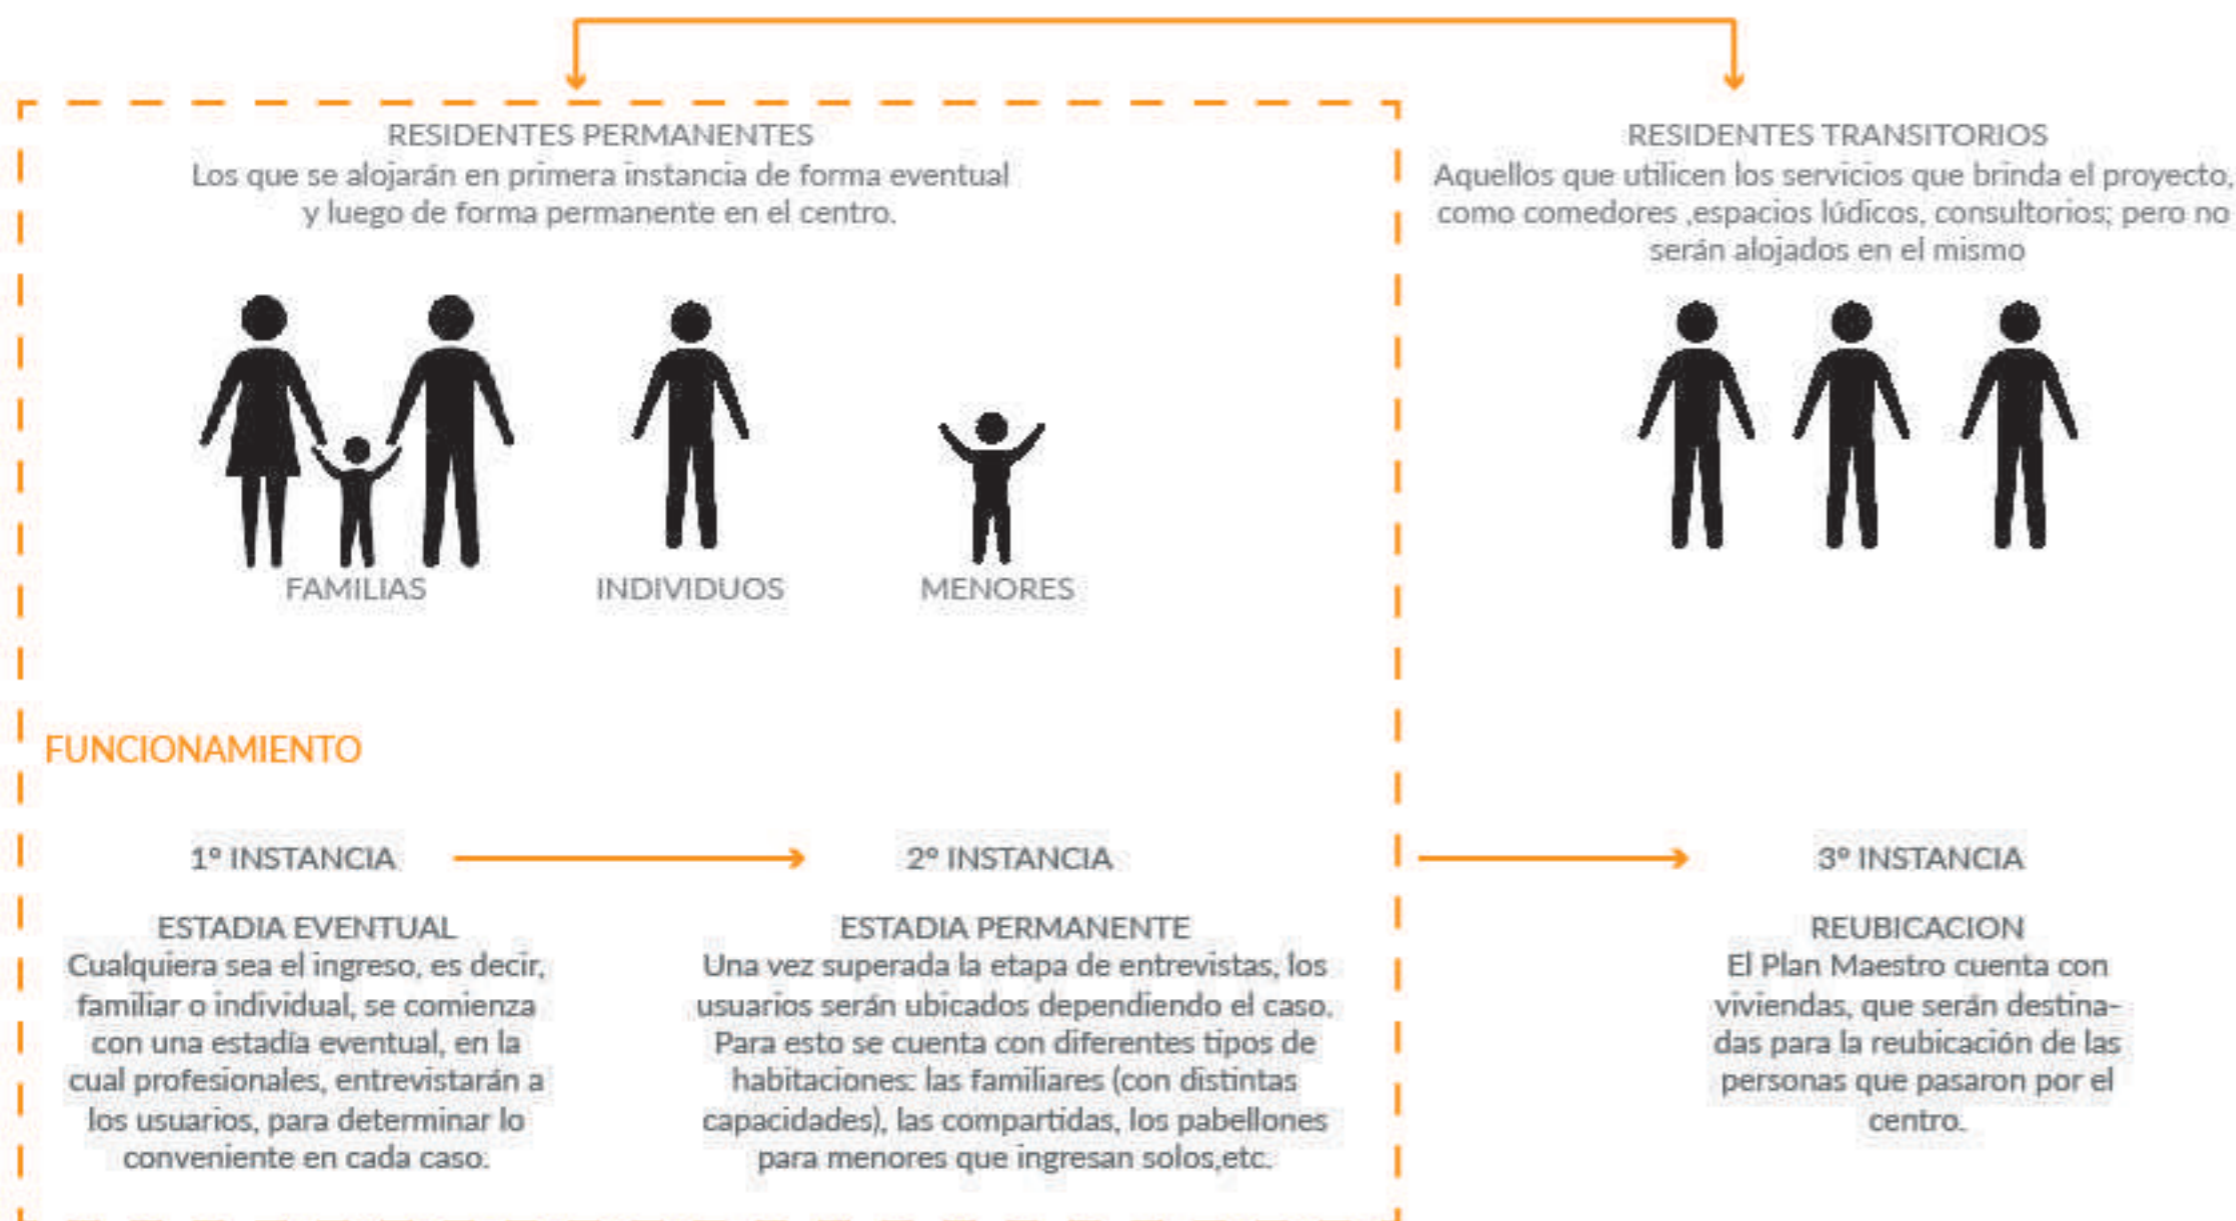 RESIDENTES PERMANENTES
Los que se alojarán en primera instancia de forma eventual
y luego de forma permanente en el centro.
RESIDENTES TRANSITORIOS
Aquellos que utilicen los servicios que brinda el proyecto,
como comedores ,espacios lúdicos, consultorios; pero no
serán alojados en el mismo
FAMILIAS
INDIVIDUOS
MENORES
FUNCIONAMIENTO
1º INSTANCIA
ESTADIA EVENTUAL
Cualquiera sea el ingreso, es decir,
familiar o individual, se comienza
con una estadía eventual, en la
cual profesionales, entrevistarán a
los usuarios, para determinar lo
conveniente en cada caso.
2º INSTANCIA
ESTADIA PERMANENTE
Una vez superada la etapa de entrevistas, los
usuarios serán ubicados dependiendo el caso.
Para esto se cuenta con diferentes tipos de
habitaciones: las familiares (con distintas
capacidades), las compartidas, los pabellones
para menores que ingresan solos,etc.
3º INSTANCIA
REUBICACION
El Plan Maestro cuenta con
viviendas, que serán destina-
das para la reubicación de las
personas que pasaron por el
centro.